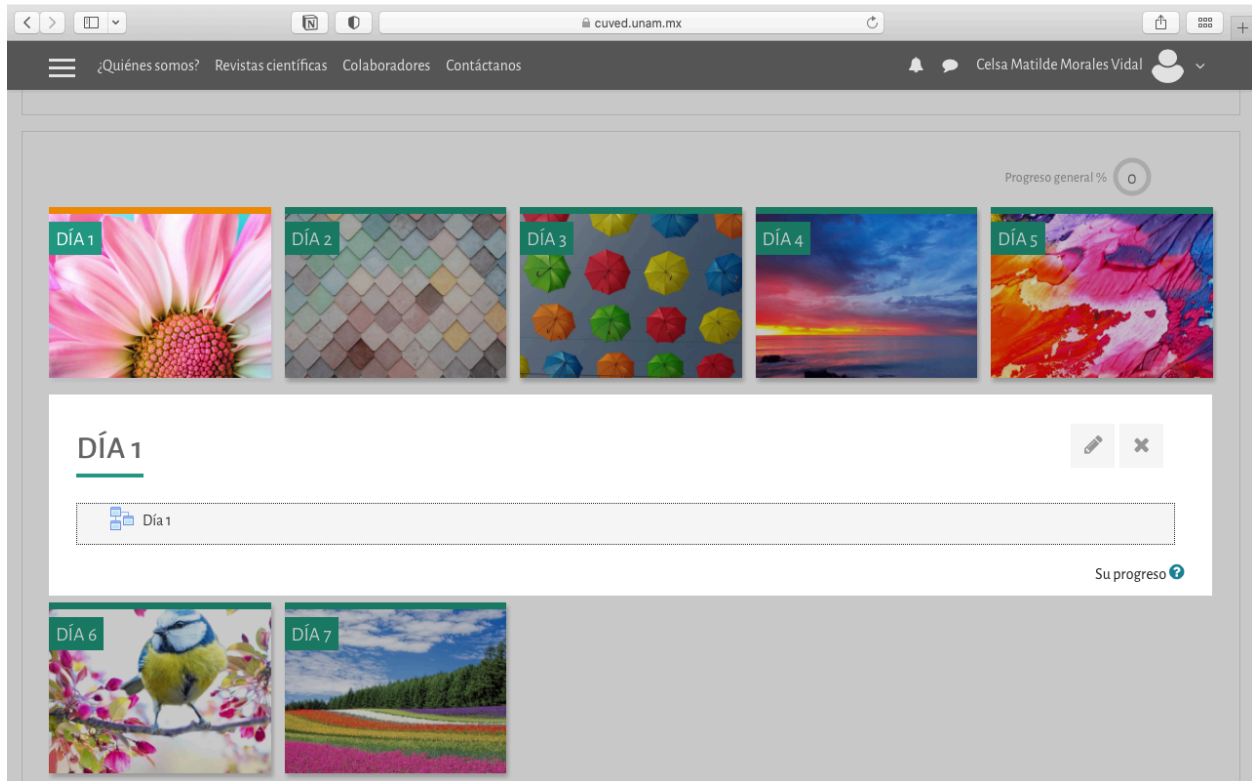 cuved.unam.mx
¿Quiénes somos? Revistas científicas Colaboradores Contáctanos Celsa Matilde Morales Vidal
Progreso general % 0
DÍA 1 DÍA 2 DÍA 3 DÍA 4 DÍA 5
DÍA 1
Día 1
Su progreso ?
DÍA 6 DÍA 7